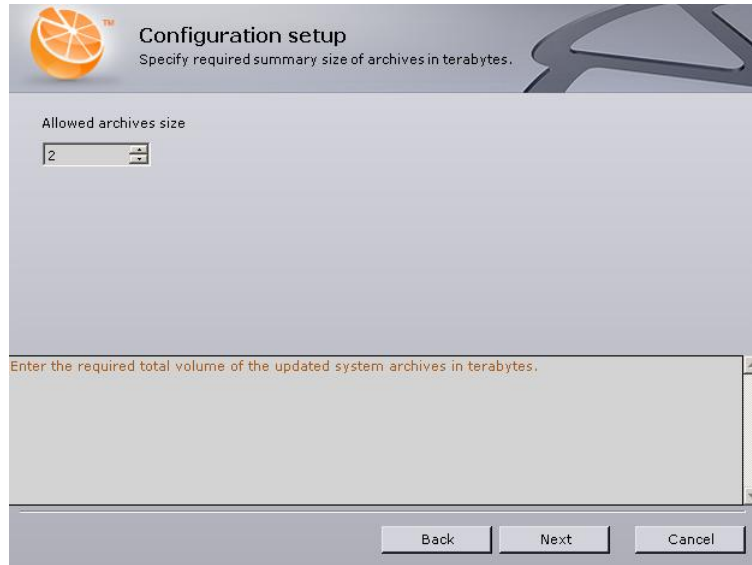 TM
Configuration setup
Specify required summary size of archives in terabytes.
Allowed archives size
2
Enter the required total volume of the updated system archives in terabytes.
Back Next Cancel